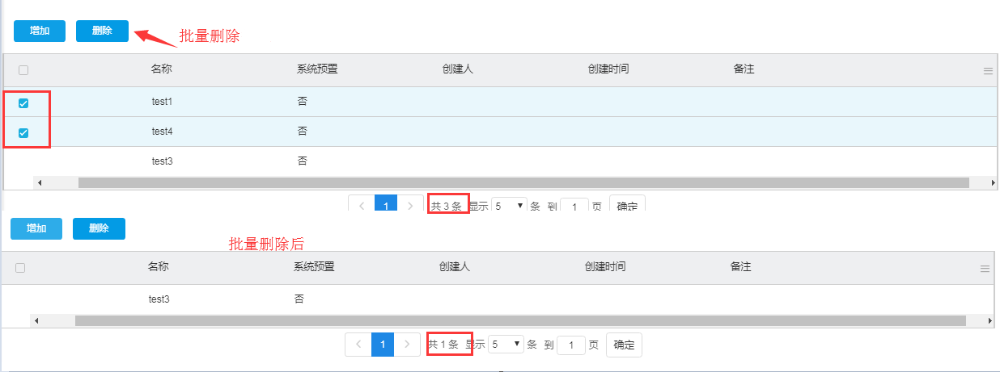 增加 删除 批量删除
名称 系统预置 创建人 创建时间 备注
test1 否
test4 否
test3 否
1 共 3 条 显示 5 条 到 1 页 确定
增加 删除
批量删除后
名称 系统预置 创建人 创建时间 备注
test3 否
1 共 1 条 显示 5 条 到 1 页 确定